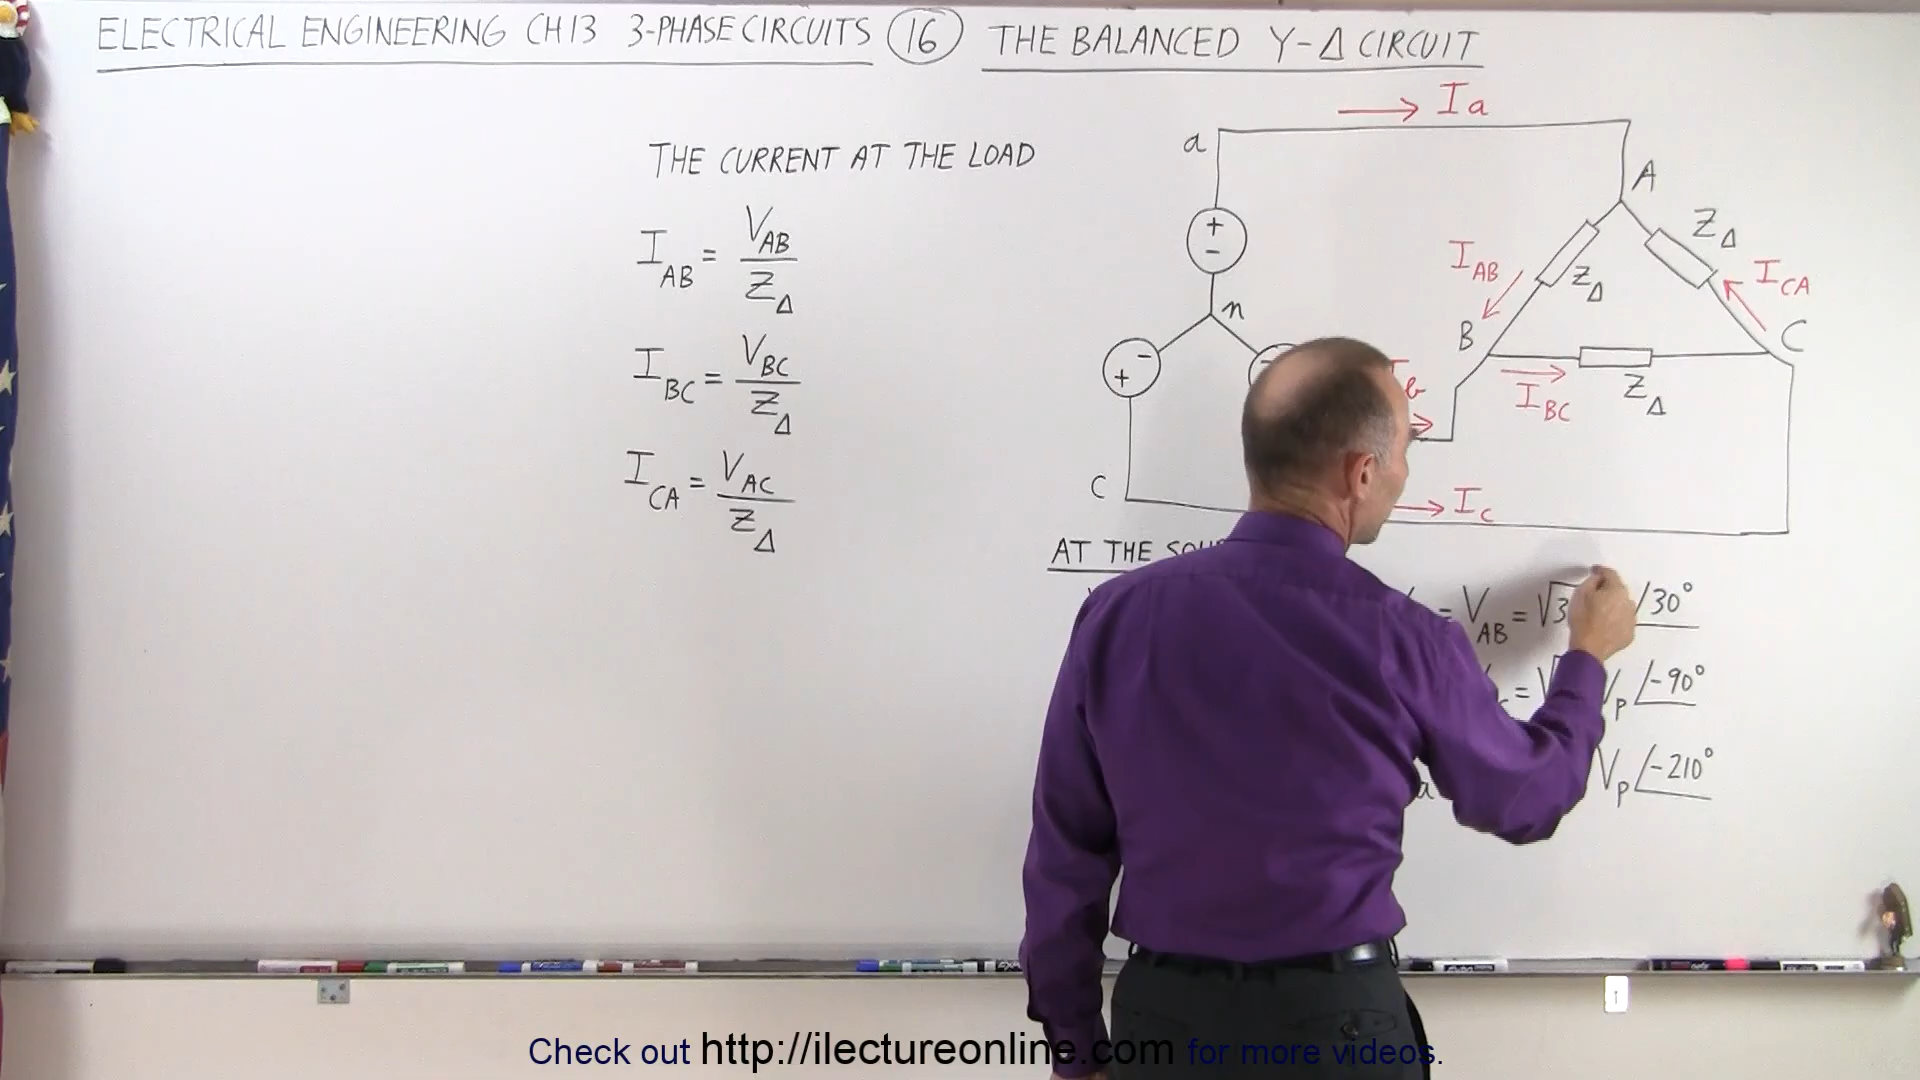 ELECTRICAL ENGINEERING CH 13 3-PHASE CIRCUITS 16 THE BALANCED Y-Δ CIRCUIT
THE CURRENT AT THE LOAD
I_AB = V_AB / Z_Δ
I_BC = V_BC / Z_Δ
I_CA = V_AC / Z_Δ
→ Ia
a
A
+
-
Z_Δ
I_AB
Z_Δ
I_CA
n
B
C
-
+
I_BC
Z_Δ
C
→ I_c
AT THE
= V_AB = √3 /30°
= V_p /-90°
a V_p /-210°
Check out http://ilectureonline.com for more videos.